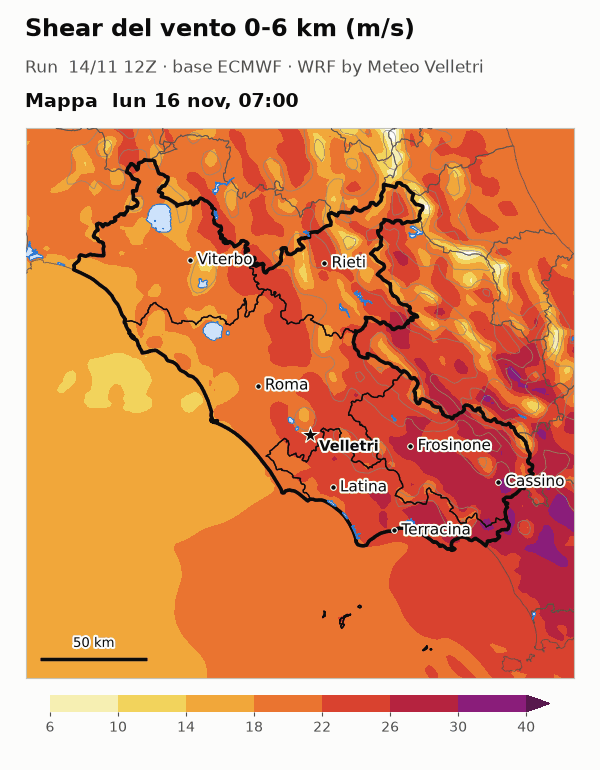 Shear del vento 0-6 km (m/s)
Run  14/11 12Z · base ECMWF · WRF by Meteo Velletri
Mappa  lun 16 nov, 07:00
Viterbo
Rieti
Roma
Velletri
Frosinone
Cassino
Latina
Terracina
50 km
6 10 14 18 22 26 30 40